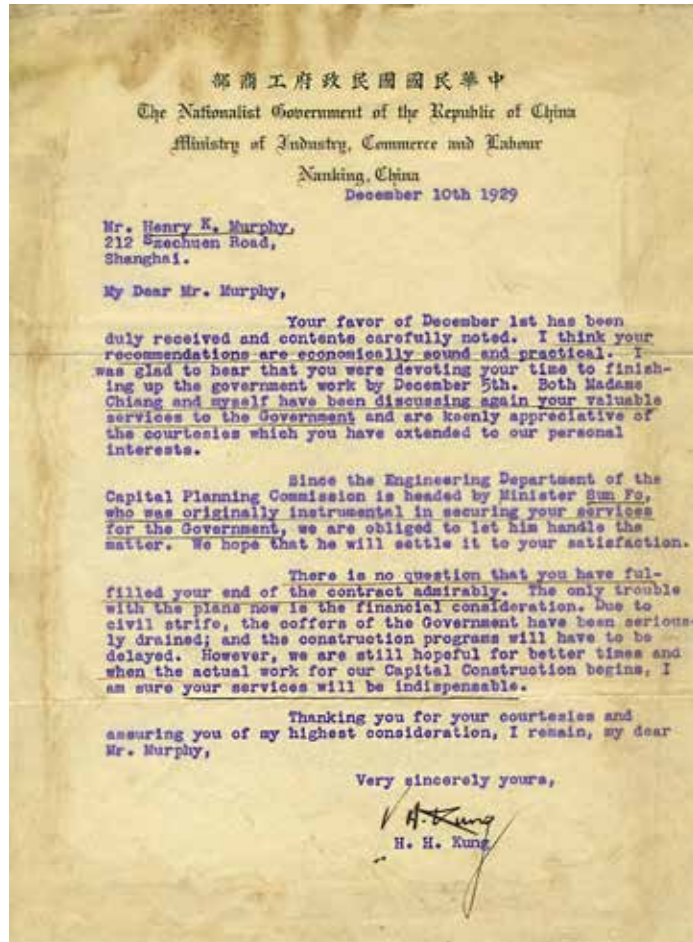 中華民國國民政府工商部
The Nationalist Government of the Republic of China
Ministry of Industry, Commerce and Labour
Nanking, China
December 10th 1929
Mr. Henry K. Murphy,
212 Szechuen Road,
Shanghai.
My Dear Mr. Murphy,
Your favor of December 1st has been
duly received and contents carefully noted. I think your
recommendations are economically sound and practical. I
was glad to hear that you were devoting your time to finish-
ing up the government work by December 5th. Both Madame
Chiang and myself have been discussing again your valuable
services to the Government and are keenly appreciative of
the courtesies which you have extended to our personal
interests.
Since the Engineering Department of the
Capital Planning Commission is headed by Minister Sun Fo,
who was originally instrumental in securing your services
for the Government, we are obliged to let him handle the
matter. We hope that he will settle it to your satisfaction.
There is no question that you have ful-
filled your end of the contract admirably. The only trouble
with the plans now is the financial consideration. Due to
civil strife, the coffers of the Government have been serious-
ly drained; and the construction programs will have to be
delayed. However, we are still hopeful for better times and
when the actual work for our Capital Construction begins, I
am sure your services will be indispensable.
Thanking you for your courtesies and
assuring you of my highest consideration, I remain, my dear
Mr. Murphy,
Very sincerely yours,
H. Kung
H. H. Kung